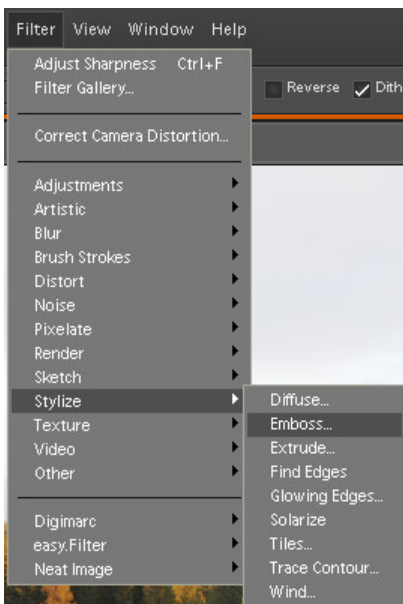 Filter View Window Help
Adjust Sharpness Ctrl+F
Filter Gallery...
Reverse Dith
Correct Camera Distortion...
Adjustments
Artistic
Blur
Brush Strokes
Distort
Noise
Pixelate
Render
Sketch
Stylize
Texture
Video
Other
Digimarc
easy.Filter
Neat Image
Diffuse...
Emboss...
Extrude...
Find Edges
Glowing Edges...
Solarize
Tiles...
Trace Contour...
Wind...